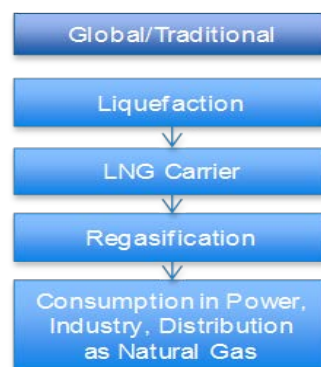 Global/Traditional
Liquefaction
LNG Carrier
Regasification
Consumption in Power,
Industry, Distribution
as Natural Gas